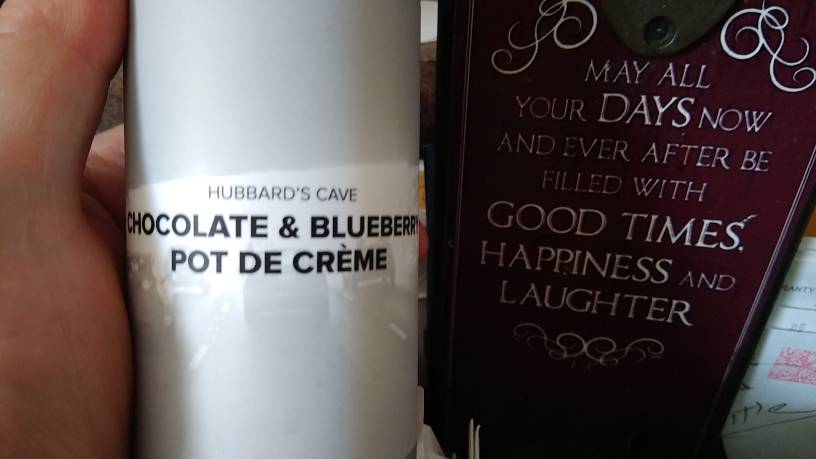 HUBBARD'S CAVE
CHOCOLATE & BLUEBERRY
POT DE CRÈME
MAY ALL
YOUR DAYS NOW
AND EVER AFTER BE
FILLED WITH
GOOD TIMES,
HAPPINESS AND
LAUGHTER